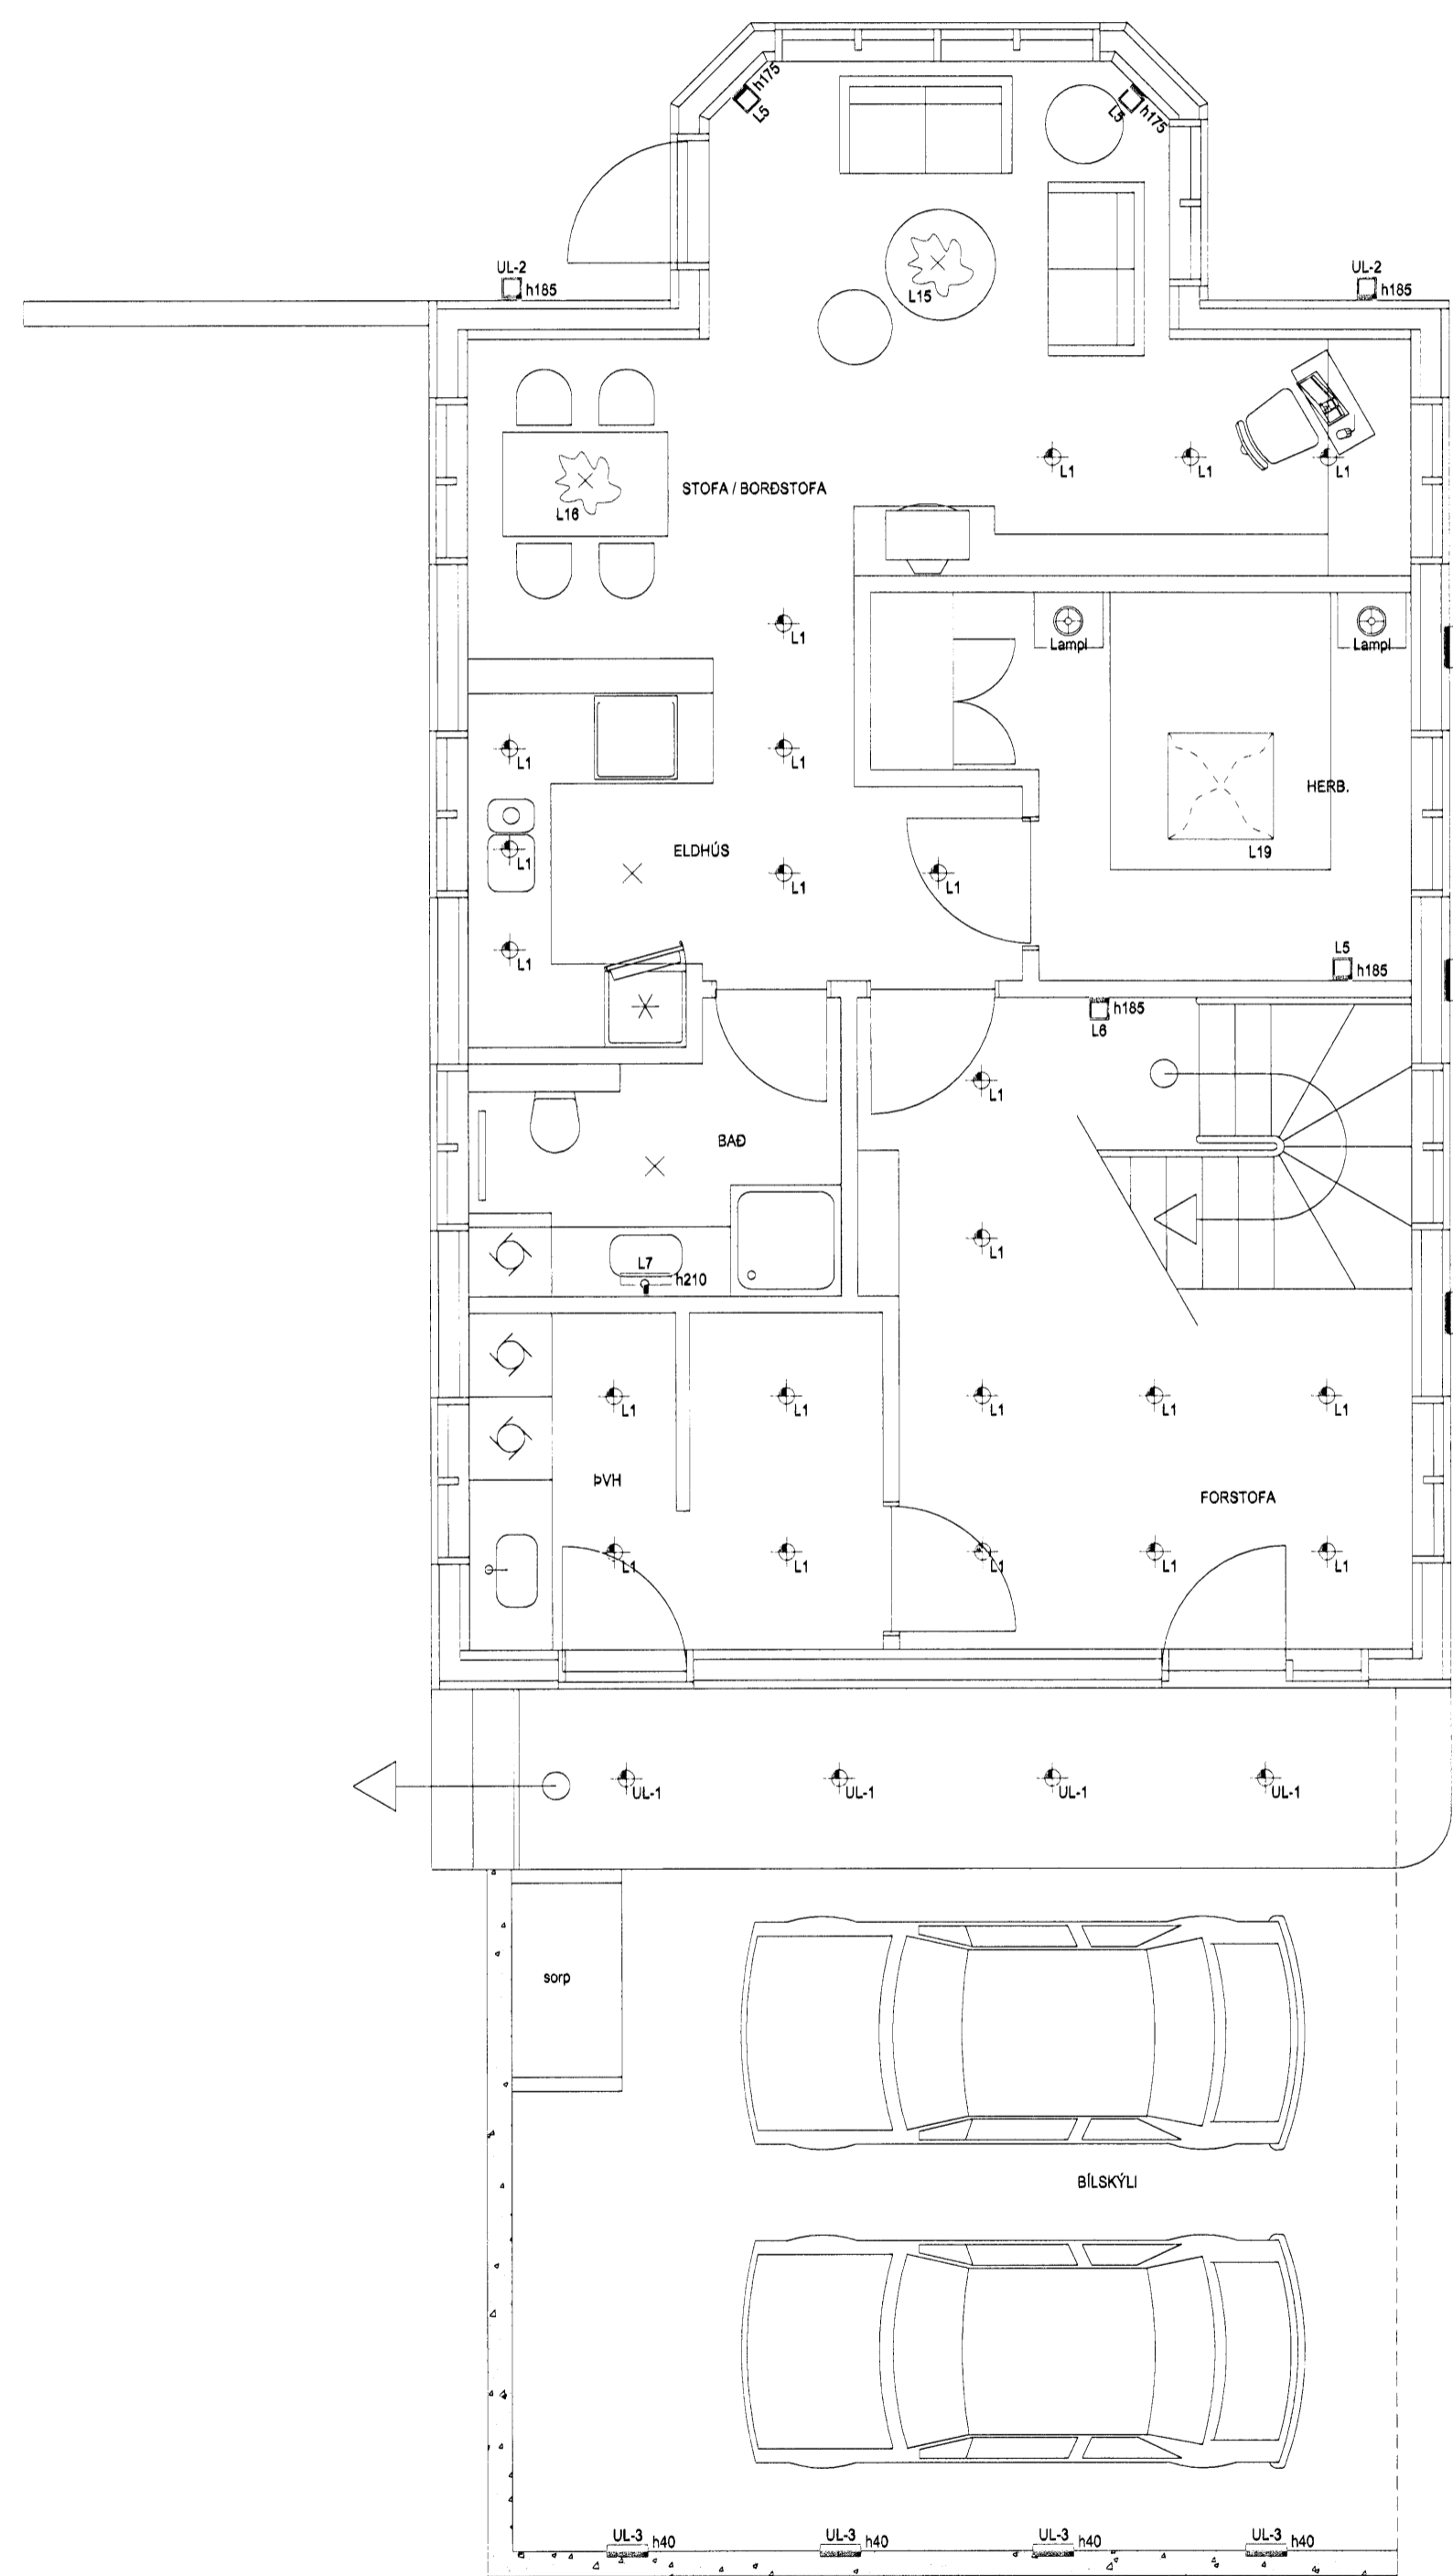 h175
L5
L5
h175
UL-2
h185
UL-2
h185
L15
L1
L1
L1
STOFA / BORÐSTOFA
L16
L1
Lampi
Lampi
L1
L1
HERB.
L1
ELDHÚS
L19
L1
L1
L1
L5
h185
h185
L6
L1
BAÐ
L1
L7
h210
L1
L1
L1
L1
L1
ÞVH
FORSTOFA
L1
L1
L1
L1
L1
UL-1
UL-1
UL-1
UL-1
sorp
BÍLSKÝLI
UL-3
h40
UL-3
h40
UL-3
h40
UL-3
h40